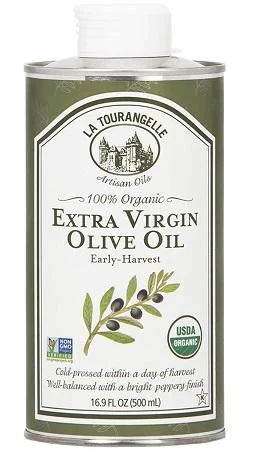 LA TOURANGELLE
Artisan Oils
100% Organic
EXTRA VIRGIN
OLIVE OIL
Early-Harvest
NON
GMO
Project
VERIFIED
USDA
ORGANIC
Cold-pressed within a day of harvest
Well-balanced with a bright peppery finish
16.9 FL OZ (500 mL)
K